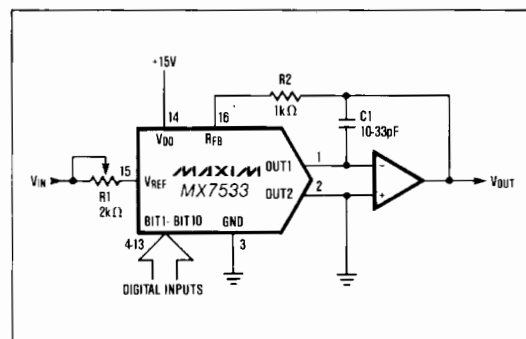 +15V
R2
1kΩ
14
16
C1
10-33pF
VDD
RFB
VIN
15
VREF
MAXIM
MX7533
OUT1
1
−
R1
2kΩ
OUT2
2
+
VOUT
BIT1- BIT10
GND
4-13
3
DIGITAL INPUTS